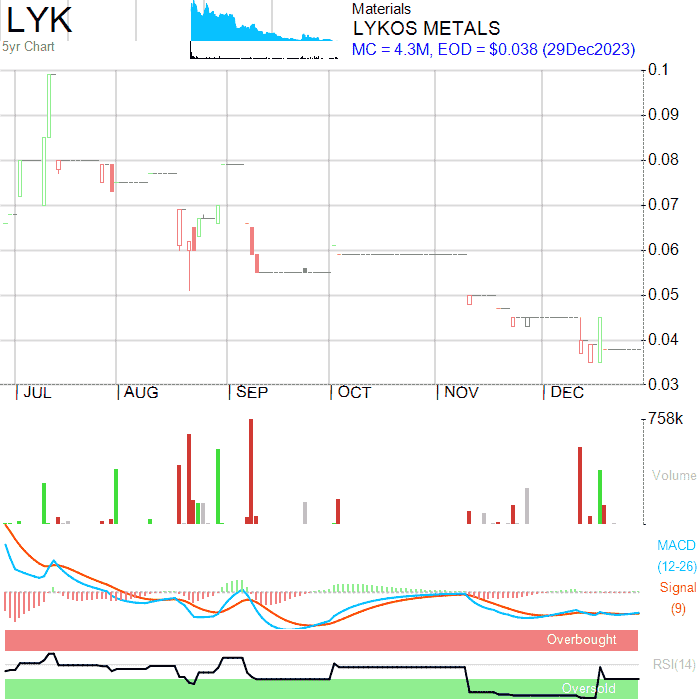 LYK
5yr Chart
Materials
LYKOS METALS
MC = 4.3M, EOD = $0.038 (29Dec2023)
0.1
0.09
0.08
0.07
0.06
0.05
0.04
0.03
JUL AUG SEP OCT NOV DEC
758k
Volume
MACD
(12-26)
Signal
(9)
Overbought
RSI(14)
Oversold